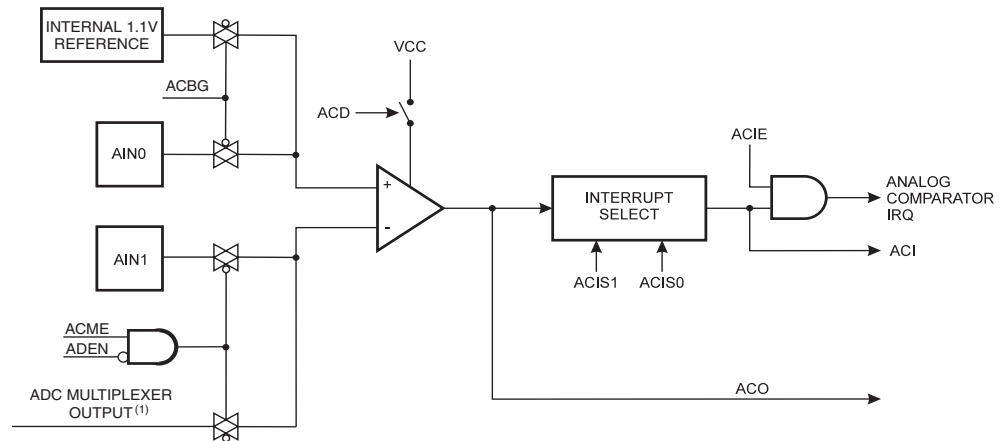 INTERNAL 1.1V
REFERENCE
ACBG
AIN0
VCC
ACD
+
-
AIN1
ACME
ADEN
ADC MULTIPLEXER
OUTPUT(1)
INTERRUPT
SELECT
ACIS1
ACIS0
ACIE
ANALOG
COMPARATOR
IRQ
ACI
ACO